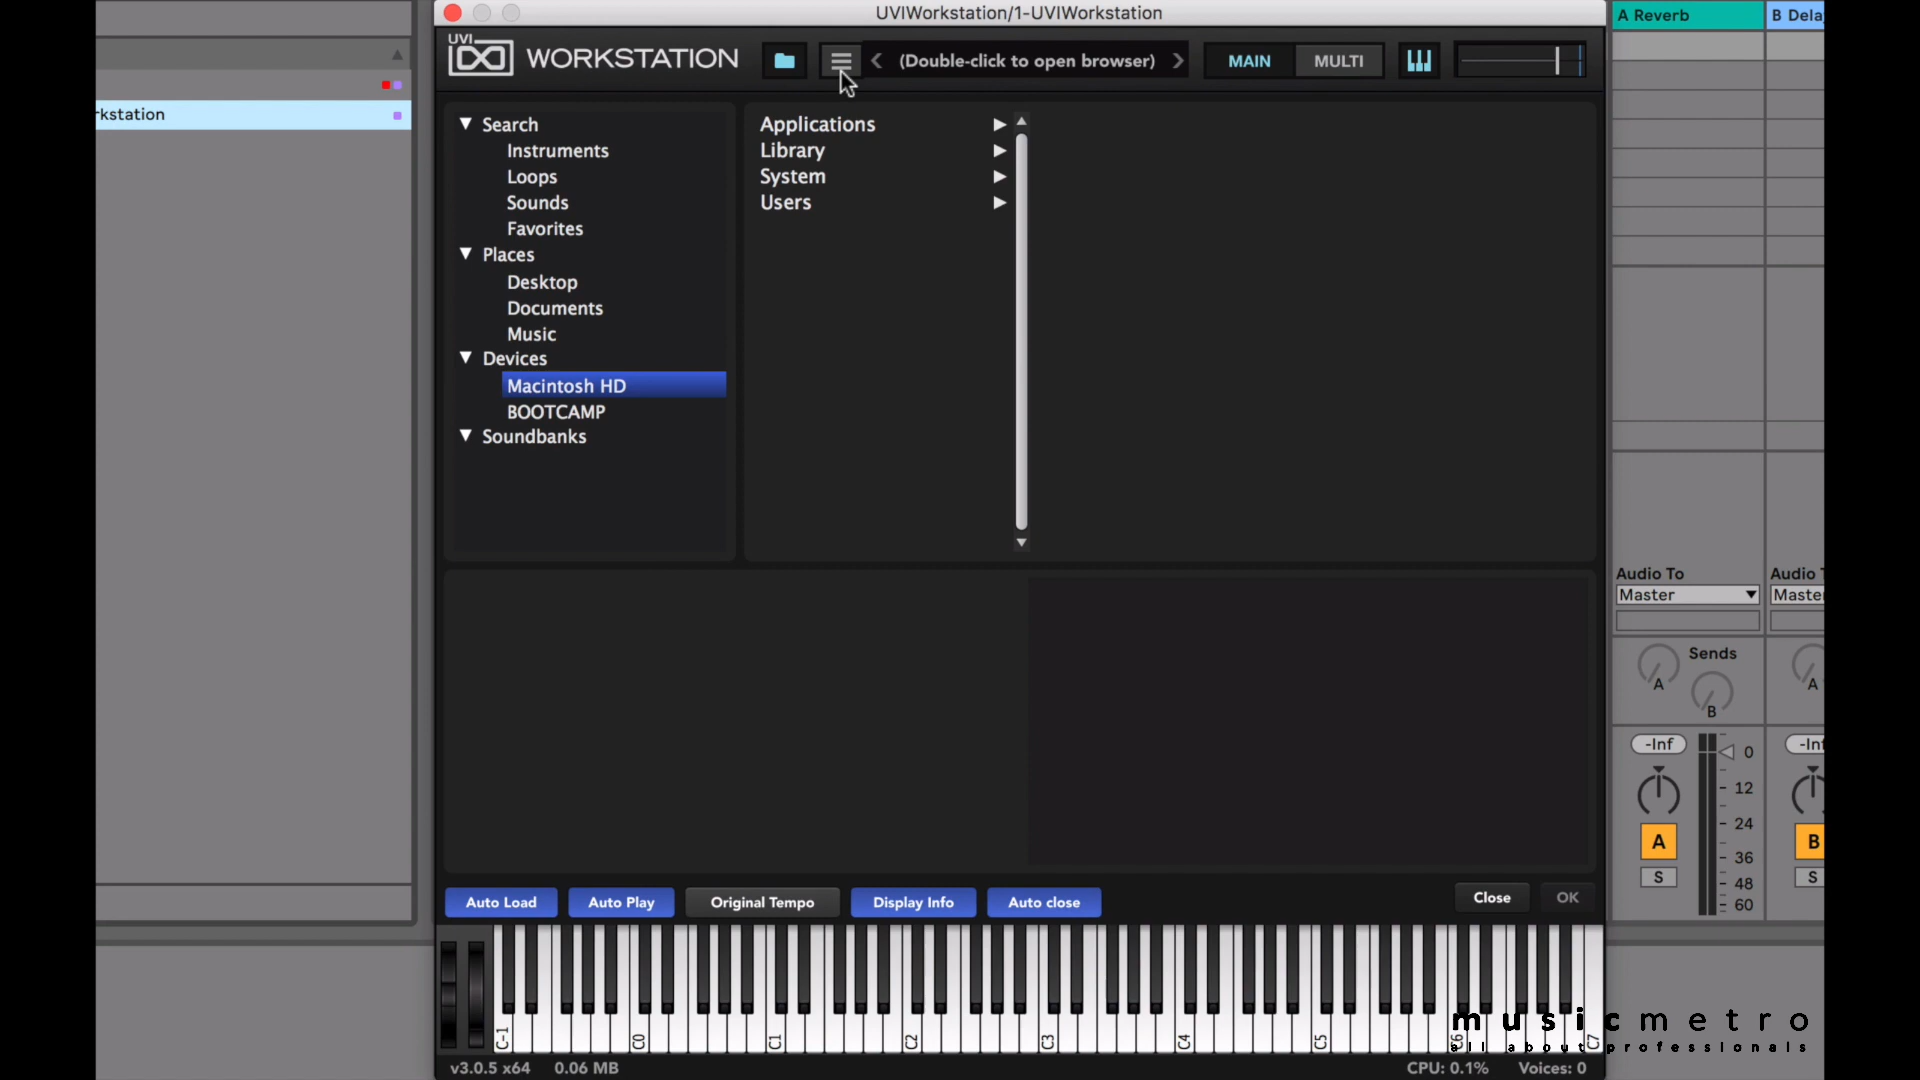 UVIWorkstation/1-UVIWorkstation
A Reverb
B Dela
UVI
WORKSTATION
(Double-click to open browser)
MAIN
MULTI
rkstation
Search
Instruments
Loops
Sounds
Favorites
Places
Desktop
Documents
Music
Devices
Macintosh HD
BOOTCAMP
Soundbanks
Applications
Library
System
Users
Audio To
Master
Audio T
Maste
Sends
A
B
A
-Inf
0
12
24
36
48
60
A
S
-Inf
B
S
Auto Load
Auto Play
Original Tempo
Display Info
Auto close
Close
OK
C-1
C0
C1
C2
C3
C4
C5
C6
C7
musicmetro
all about professionals
v3.0.5 x64
0.06 MB
CPU: 0.1%
Voices: 0